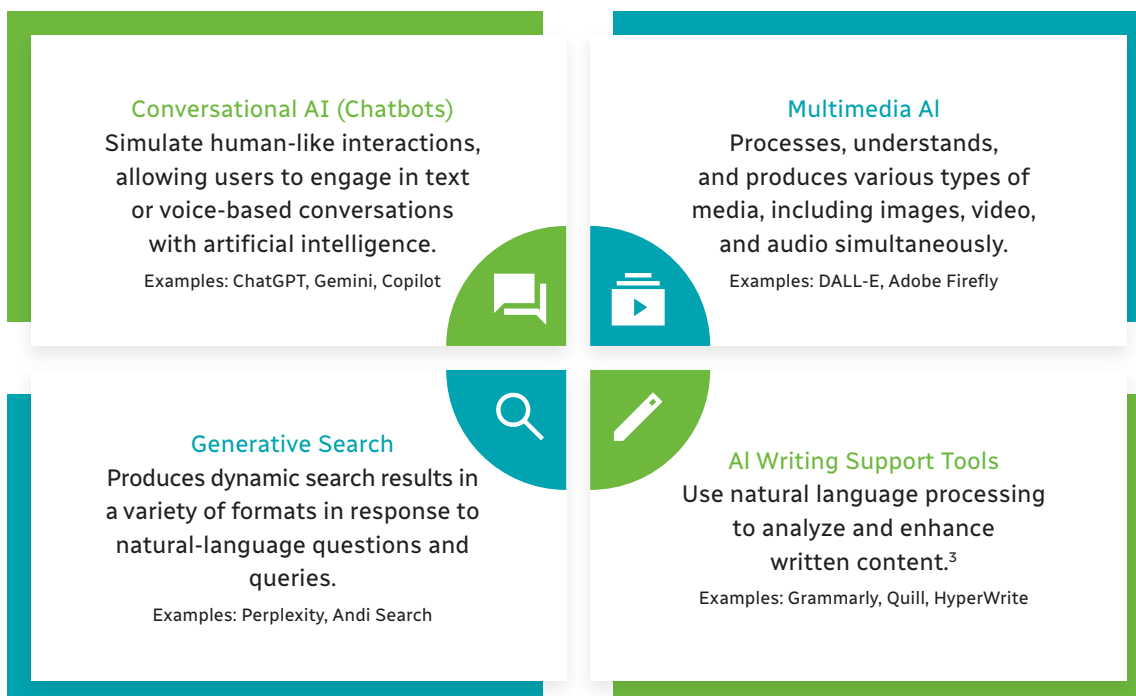 Conversational AI (Chatbots)
Simulate human-like interactions,
allowing users to engage in text
or voice-based conversations
with artificial intelligence.
Examples: ChatGPT, Gemini, Copilot
Multimedia AI
Processes, understands,
and produces various types of
media, including images, video,
and audio simultaneously.
Examples: DALL-E, Adobe Firefly
Generative Search
Produces dynamic search results in
a variety of formats in response to
natural-language questions and
queries.
Examples: Perplexity, Andi Search
AI Writing Support Tools
Use natural language processing
to analyze and enhance
written content.³
Examples: Grammarly, Quill, HyperWrite